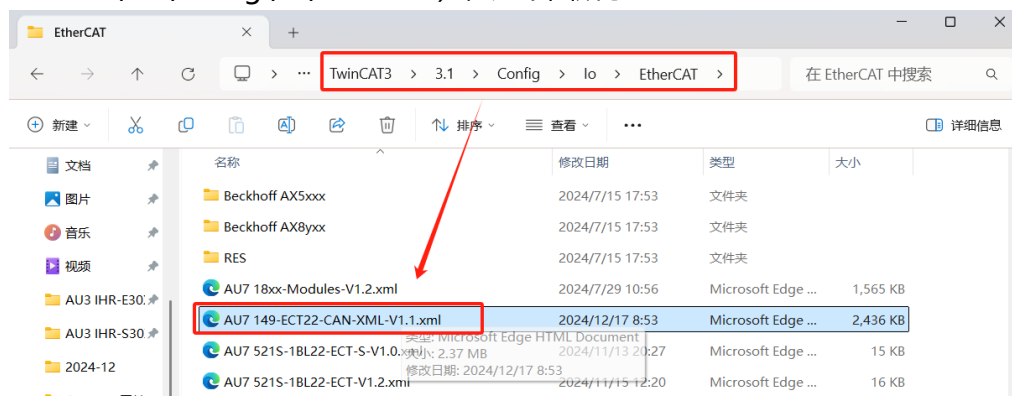 EtherCAT
TwinCAT3 > 3.1 > Config > Io > EtherCAT >
在 EtherCAT 中搜索
新建
排序
查看
详细信息
文档
图片
音乐
视频
AU3 IHR-E30.
AU3 IHR-S30.
2024-12
名称 修改日期 类型 大小
Beckhoff AX5xxx 2024/7/15 17:53 文件夹
Beckhoff AX8yxx 2024/7/15 17:53 文件夹
RES 2024/7/15 17:53 文件夹
AU7 18xx-Modules-V1.2.xml 2024/7/29 10:56 Microsoft Edge ... 1,565 KB
AU7 149-ECT22-CAN-XML-V1.1.xml 2024/12/17 8:53 Microsoft Edge ... 2,436 KB
类型: Microsoft Edge HTML Document
AU7 521S-1BL22-ECT-S-V1.0.xml 2024/11/13 20:27 Microsoft Edge ... 15 KB
大小: 2.37 MB
修改日期: 2024/12/17 8:53
AU7 521S-1BL22-ECT-V1.2.xml 2024/11/15 12:20 Microsoft Edge ... 16 KB